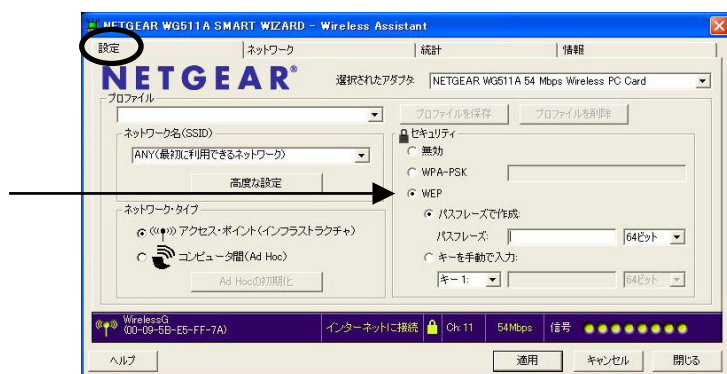 NETGEAR WG511A SMART WIZARD - Wireless Assistant
設定 ネットワーク 統計 情報
NETGEAR® 選択されたアダプタ: NETGEAR WG511A 54 Mbps Wireless PC Card
プロファイル
プロファイルを保存 プロファイルを削除
ネットワーク名(SSID)
ANY(最初に利用できるネットワーク)
高度な設定
ネットワーク・タイプ
アクセス・ポイント(インフラストラクチャ)
コンピュータ間(Ad Hoc)
Ad Hocの初期化
セキュリティ
無効
WPA-PSK
WEP
パスフレーズで作成:
パスフレーズ: 64ビット
キーを手動で入力:
キー 1: 64ビット
WirelessG
(00-09-5B-E5-FF-7A) インターネットに接続 Ch: 11 54Mbps 信号
ヘルプ 適用 キャンセル 閉じる